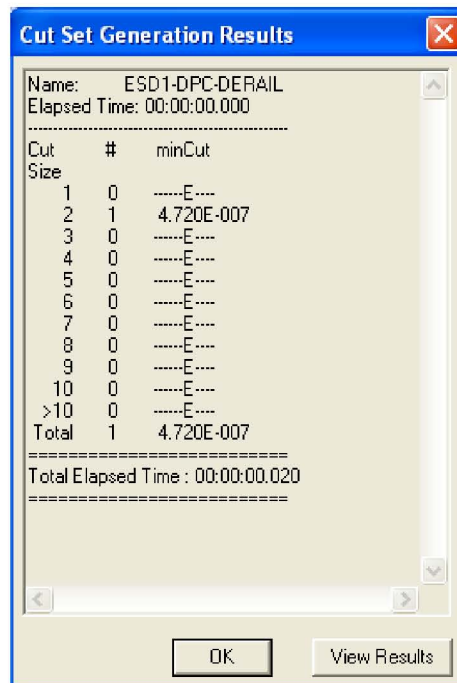 Cut Set Generation Results
Name: ESD1-DPC-DERAIL
Elapsed Time: 00:00:00.000
--------------------------------------------------
Cut # minCut
Size
1 0 ------E----
2 1 4.720E-007
3 0 ------E----
4 0 ------E----
5 0 ------E----
6 0 ------E----
7 0 ------E----
8 0 ------E----
9 0 ------E----
10 0 ------E----
>10 0 ------E----
Total 1 4.720E-007
==========================
Total Elapsed Time : 00:00:00.020
==========================
OK View Results